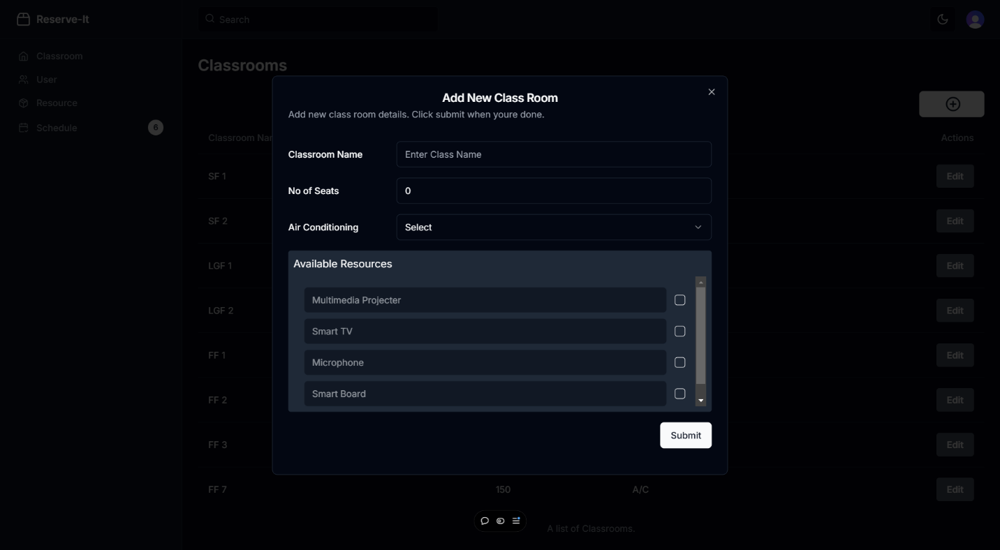 Reserve-It
Search
Classroom
User
Resource
Schedule
6
Classrooms
Add New Class Room
Add new class room details. Click submit when youre done.
Classroom Name
Enter Class Name
No of Seats
0
Air Conditioning
Select
Available Resources
Multimedia Projecter
Smart TV
Microphone
Smart Board
Submit
Classroom Nar
Actions
SF 1
Edit
SF 2
Edit
LGF 1
Edit
LGF 2
Edit
FF 1
Edit
FF 2
Edit
FF 3
Edit
FF 7 150 A/C Edit
A list of Classrooms.